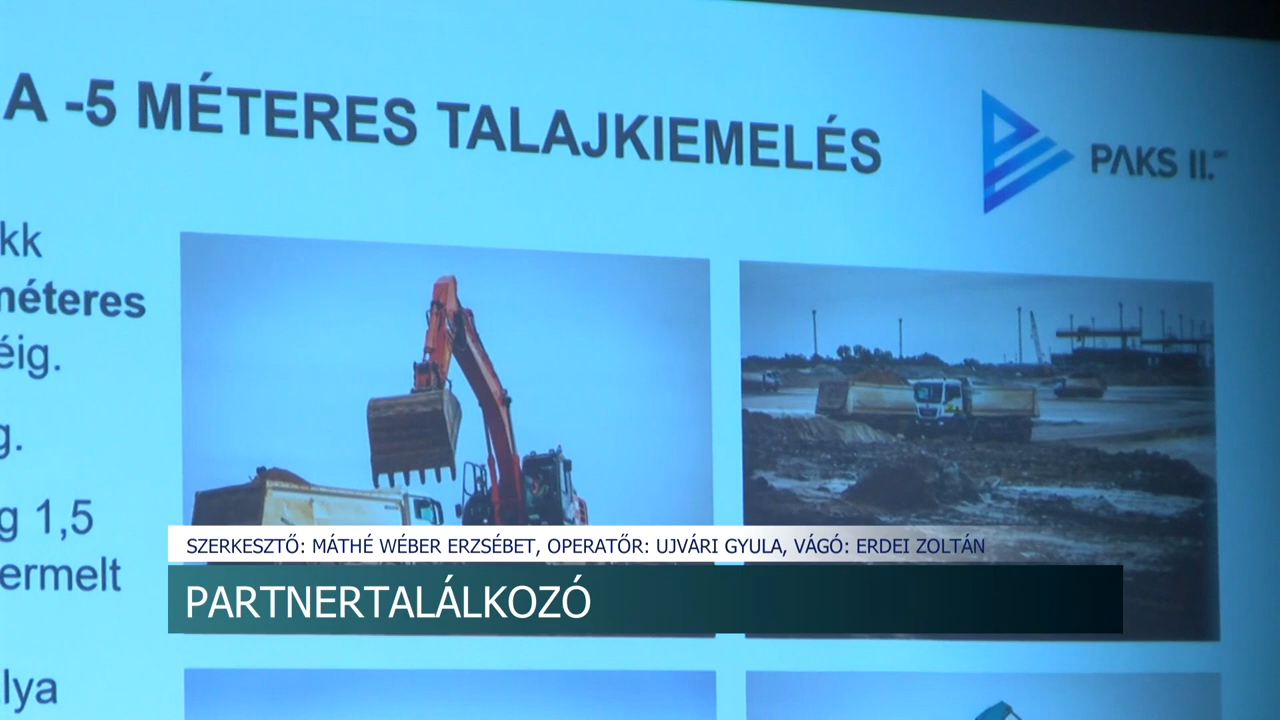 A -5 MÉTERES TALAJKIEMELÉS
PAKS II.
kk
méteres
éig.
g.
g 1,5
ermelt
lya
SZERKESZTŐ: MÁTHÉ WÉBER ERZSÉBET, OPERATŐR: UJVÁRI GYULA, VÁGÓ: ERDEI ZOLTÁN
PARTNERTALÁLKOZÓ